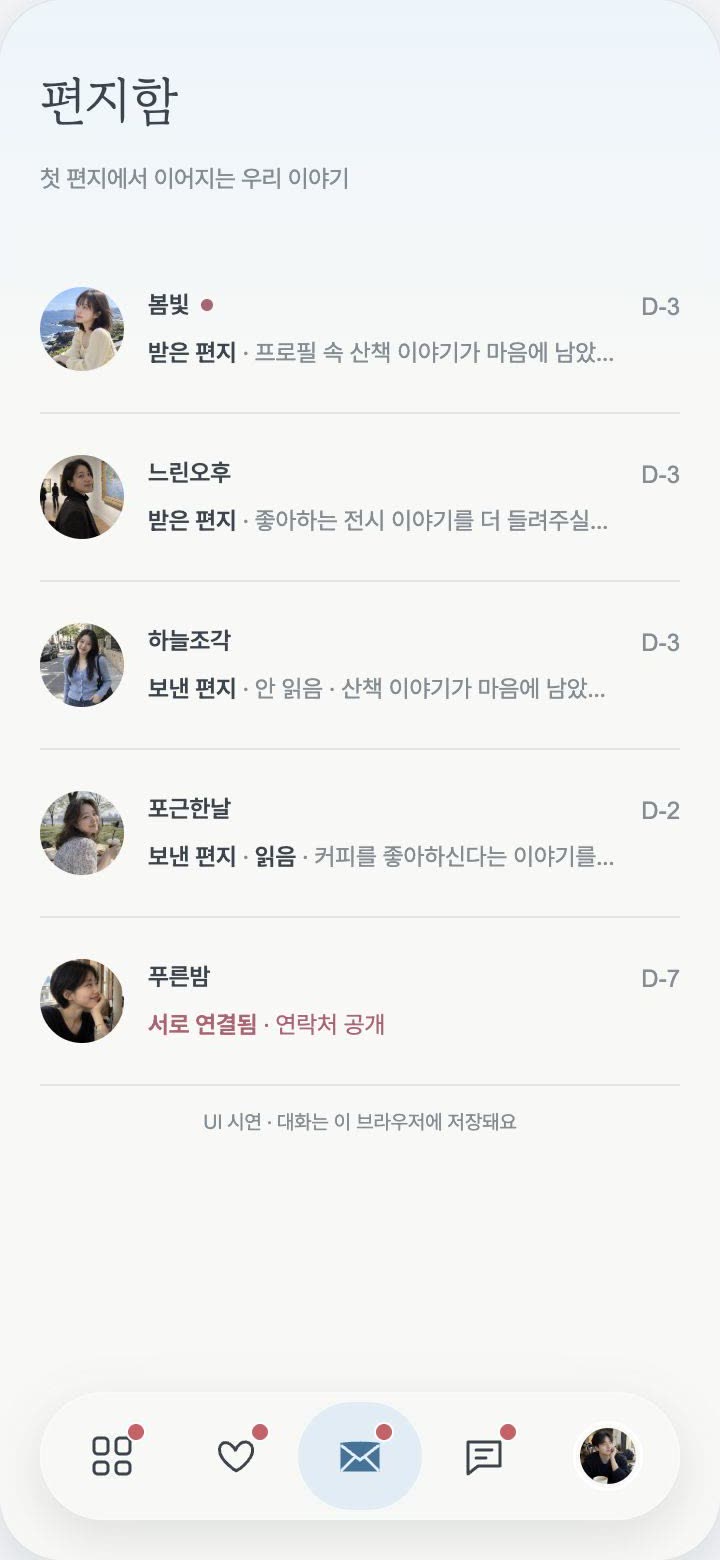 편지함
첫 편지에서 이어지는 우리 이야기
봄빛
D-3
받은 편지 · 프로필 속 산책 이야기가 마음에 남았...
느린오후
D-3
받은 편지 · 좋아하는 전시 이야기를 더 들려주실...
하늘조각
D-3
보낸 편지 · 안 읽음 · 산책 이야기가 마음에 남았...
포근한날
D-2
보낸 편지 · 읽음 · 커피를 좋아하신다는 이야기를...
푸른밤
D-7
서로 연결됨 · 연락처 공개
UI 시연 · 대화는 이 브라우저에 저장돼요